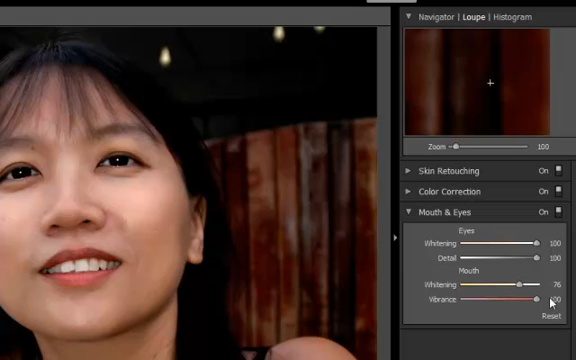 Navigator | Loupe | Histogram
Zoom 100
Skin Retouching On
Color Correction On
Mouth & Eyes On
Eyes
Whitening 100
Detail 100
Mouth
Whitening 76
Vibrance 100
Reset